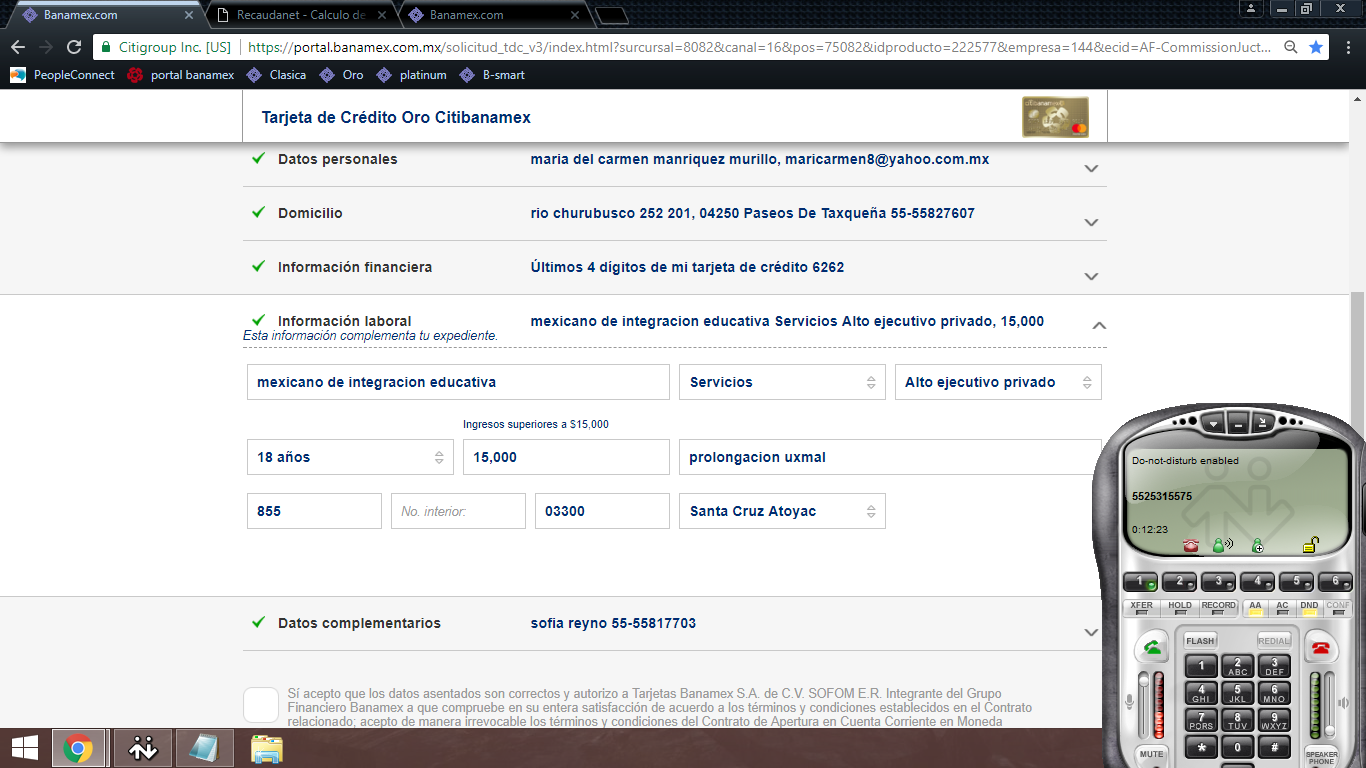 Banamex.com
Recaudanet - Calculo de
Banamex.com
Citigroup Inc. [US]
https://portal.banamex.com.mx/solicitud_tdc_v3/index.html?surcursal=8082&canal=16&pos=75082&idproducto=222577&empresa=144&ecid=AF-CommissionJuct...
PeopleConnect
portal banamex
Clasica
Oro
platinum
B-smart
Tarjeta de Crédito Oro Citibanamex
Datos personales
maria del carmen manriquez murillo, maricarmen8@yahoo.com.mx
Domicilio
rio churubusco 252 201, 04250 Paseos De Taxqueña 55-55827607
Información financiera
Últimos 4 dígitos de mi tarjeta de crédito 6262
Información laboral
mexicano de integracion educativa Servicios Alto ejecutivo privado, 15,000
Esta información complementa tu expediente.
mexicano de integracion educativa
Servicios
Alto ejecutivo privado
Ingresos superiores a $15,000
18 años
15,000
prolongacion uxmal
855
No. interior:
03300
Santa Cruz Atoyac
Datos complementarios
sofia reyno 55-55817703
Sí acepto que los datos asentados son correctos y autorizo a Tarjetas Banamex S.A. de C.V. SOFOM E.R. Integrante del Grupo
Financiero Banamex a que compruebe en su entera satisfacción de acuerdo a los términos y condiciones establecidos en el Contrato
relacionado; acepto de manera irrevocable los términos y condiciones del Contrato de Apertura en Cuenta Corriente en Moneda
Do-not-disturb enabled
5525315575
0:12:23
1 2 3 4 5 6
XFER HOLD RECORD AA AC DND CONF
FLASH
REDIAL
1
2 ABC
3 DEF
4 GHI
5 JKL
6 MNO
7 PQRS
8 TUV
9 WXYZ
* 0 #
MUTE
SPEAKER
PHONE